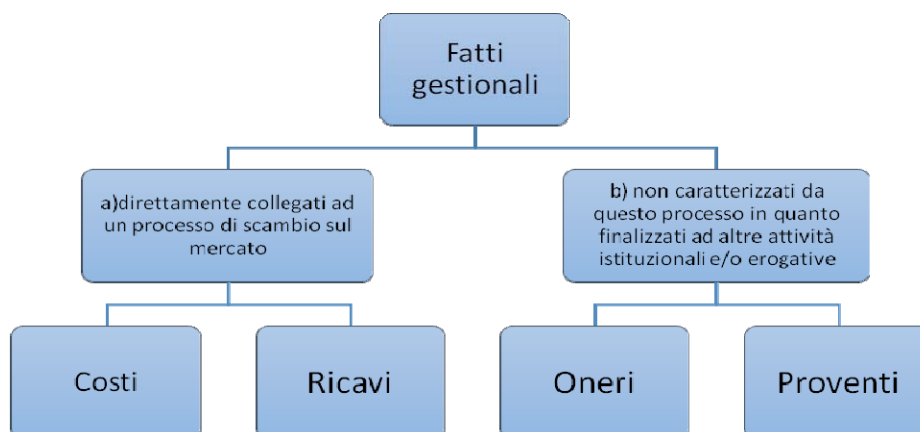 Fatti
gestionali
a)direttamente collegati ad
un processo di scambio sul
mercato
b) non caratterizzati da
questo processo in quanto
finalizzati ad altre attività
istituzionali e/o erogative
Costi
Ricavi
Oneri
Proventi